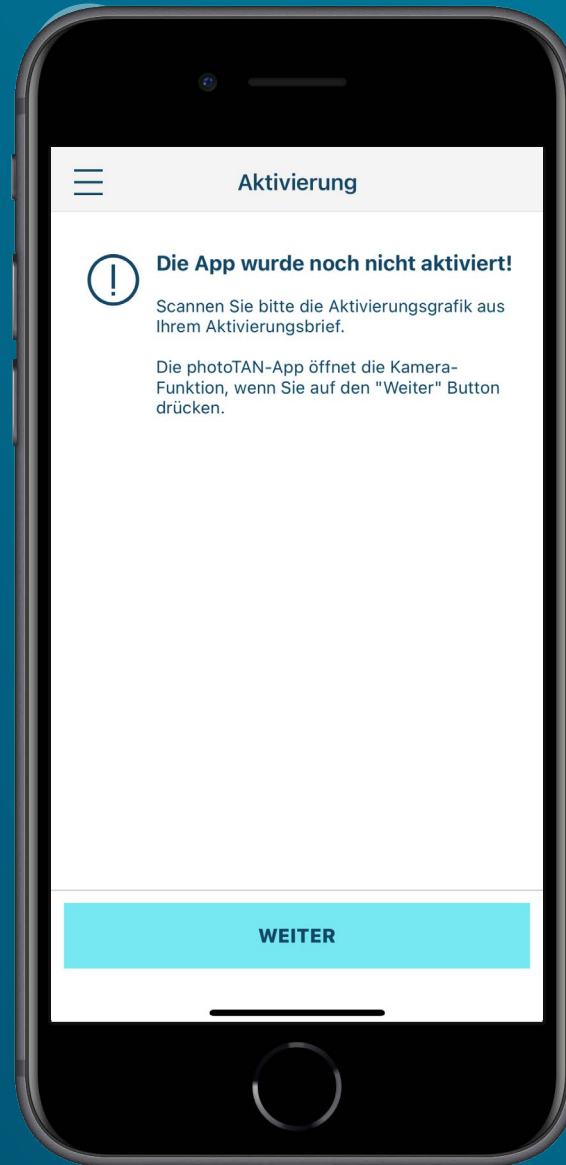 Aktivierung
Die App wurde noch nicht aktiviert!
Scannen Sie bitte die Aktivierungsgrafik aus
Ihrem Aktivierungsbrief.
Die photoTAN-App öffnet die Kamera-
Funktion, wenn Sie auf den "Weiter" Button
drücken.
WEITER